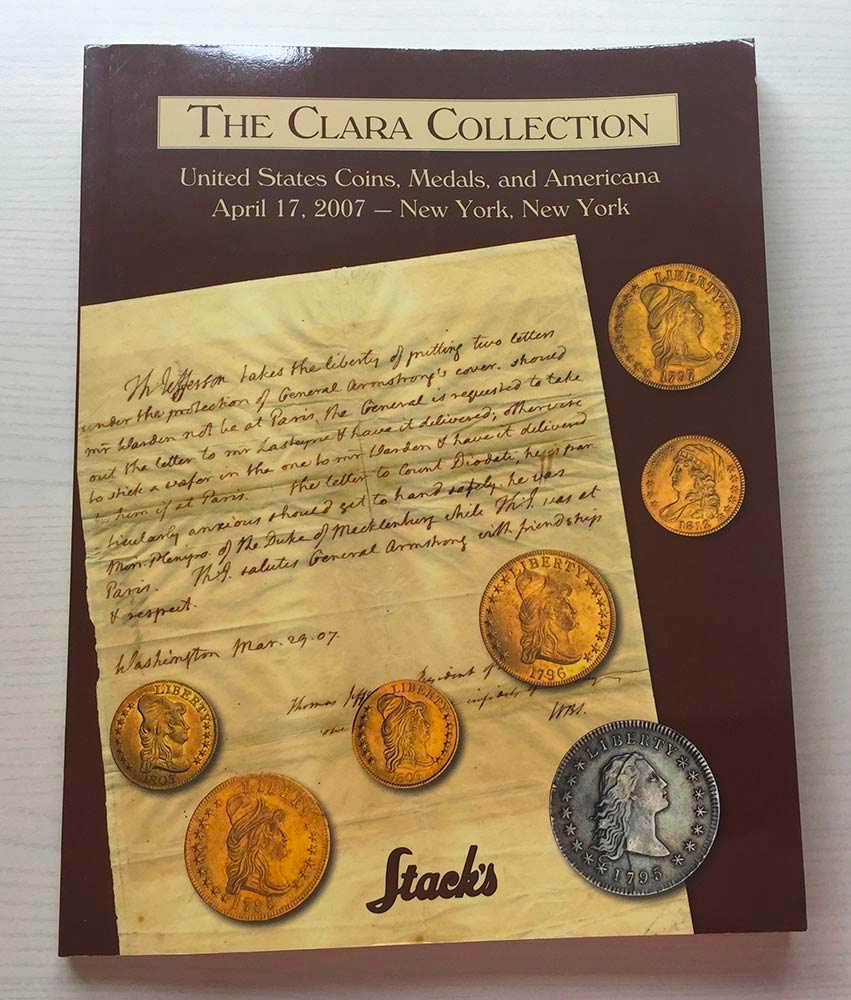 THE CLARA COLLECTION
United States Coins, Medals, and Americana
April 17, 2007 — New York, New York
Th Jefferson takes the liberty of putting two letters
under the protection of General Armstrong's cover. should
mr Warden not be at Paris, the General is requested to take
out the letter to mr Lasteyrie & have it delivered; otherwise
to stick a wafer in the one to mr Warden & have it delivered
to him if at Paris. the letter to Count Diodati, he is par
-ticularly anxious should get to hand safely. he was
Min. Plenipo. of the Duke of Mecklenburg while Th:J. was at
Paris. Th:J. salutes General Armstrong with friendship
& respect.
Washington Mar. 29. 07.
Thomas Jeff
LIBERTY
1797
1812
LIBERTY
1796
LIBERTY
1803
LIBERTY
LIBERTY
LIBERTY
1795
Stack's